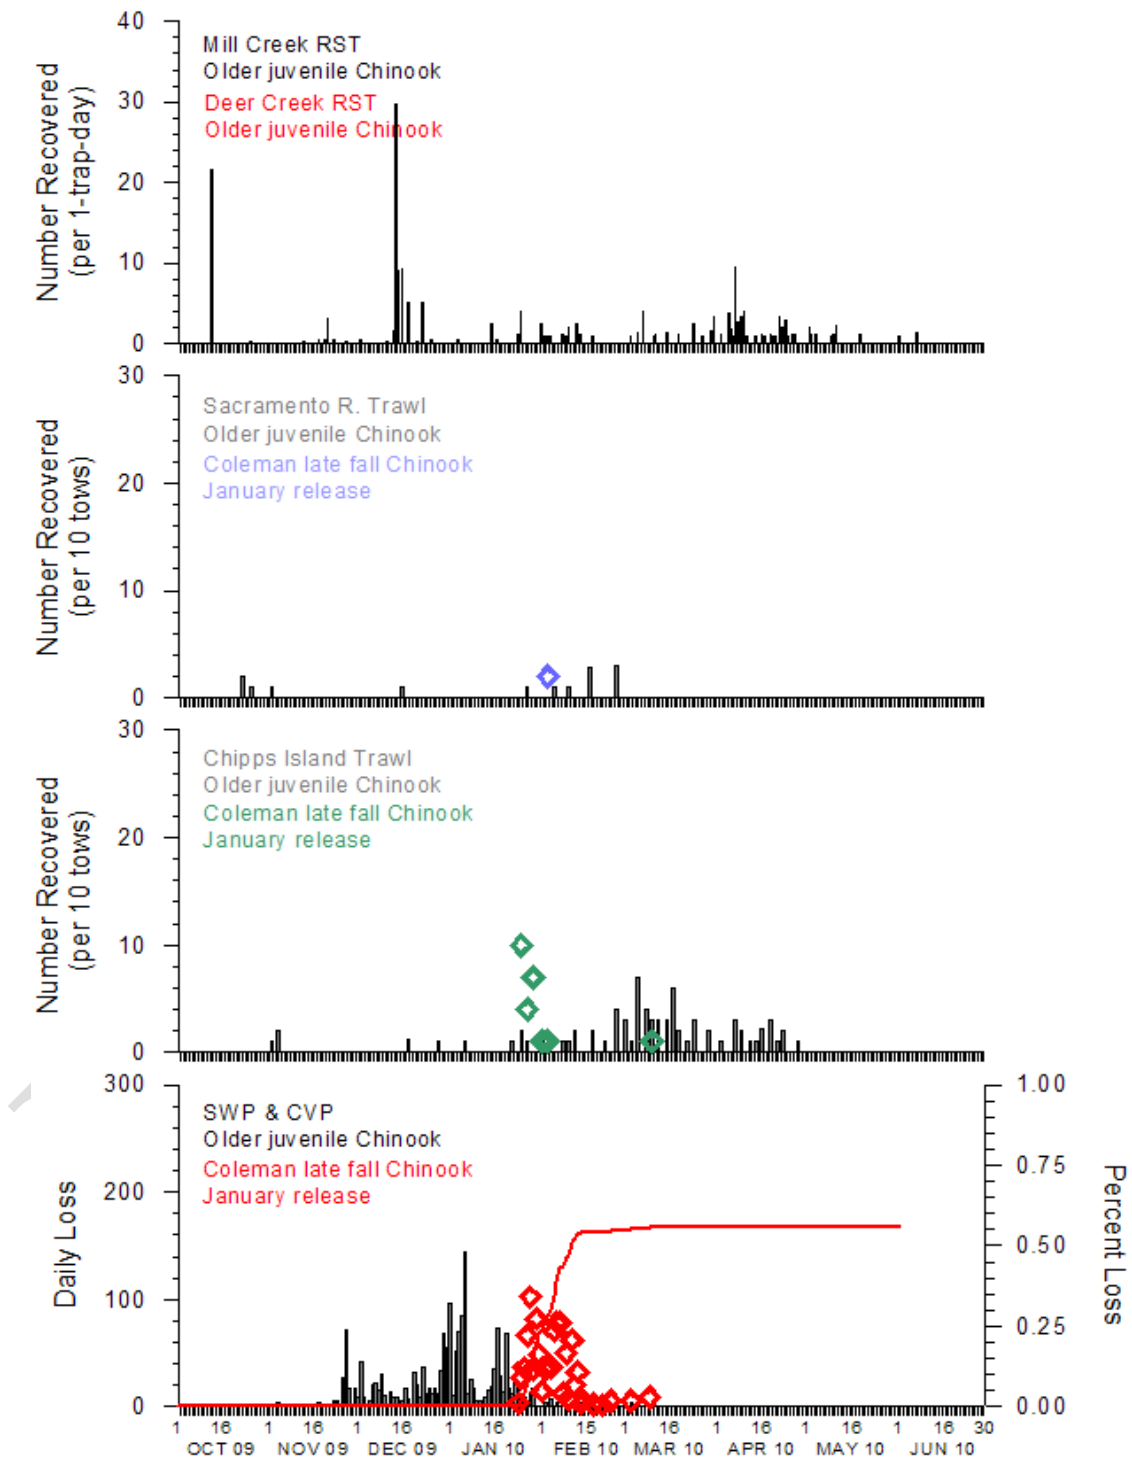 40
30
20
10
0
Number Recovered
(per 1-trap-day)
Mill Creek RST
Older juvenile Chinook
Deer Creek RST
Older juvenile Chinook
30
20
10
0
Number Recovered
(per 10 tows)
Sacramento R. Trawl
Older juvenile Chinook
Coleman late fall Chinook
January release
30
20
10
0
Number Recovered
(per 10 tows)
Chipps Island Trawl
Older juvenile Chinook
Coleman late fall Chinook
January release
300
200
100
0
Daily Loss
SWP & CVP
Older juvenile Chinook
Coleman late fall Chinook
January release
1.00
0.75
0.50
0.25
0.00
Percent Loss
1 16 1 16 1 16 1 16 1 15 1 16 1 16 1 16 1 16 30
OCT 09 NOV 09 DEC 09 JAN 10 FEB 10 MAR 10 APR 10 MAY 10 JUN 10